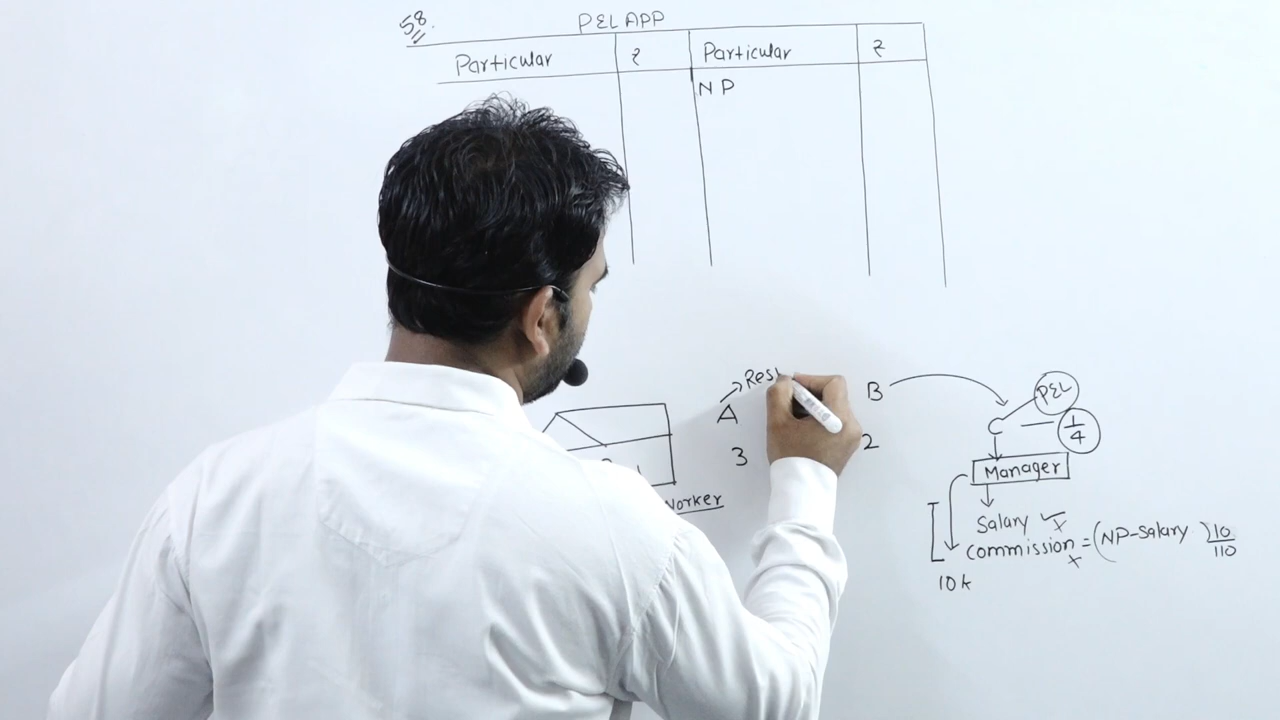 58.
P&L APP
Particular ₹ Particular ₹
NP
A → Res
B
C
P&L
1/4
3
2
Manager
Salary ✓ x
Commission = (NP-Salary) 10/110
x
10k
Worker